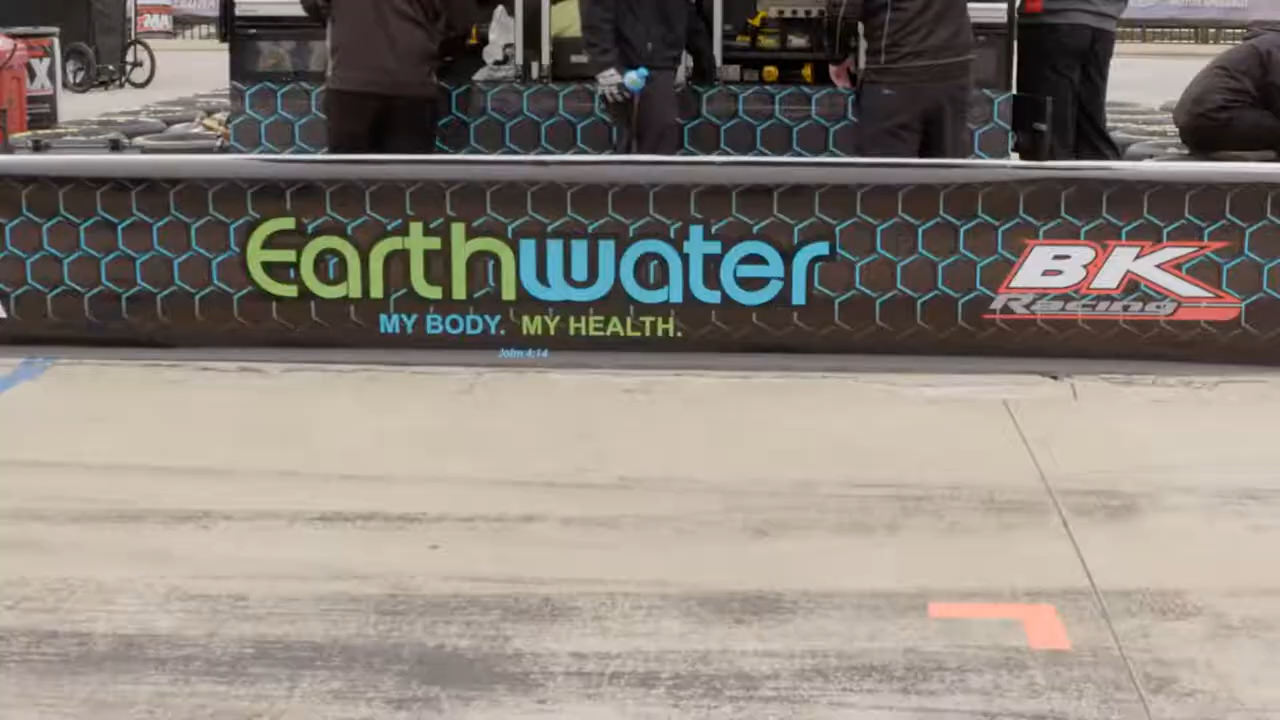 Earthwater
MY BODY. MY HEALTH.
John 4:14
BK
Racing